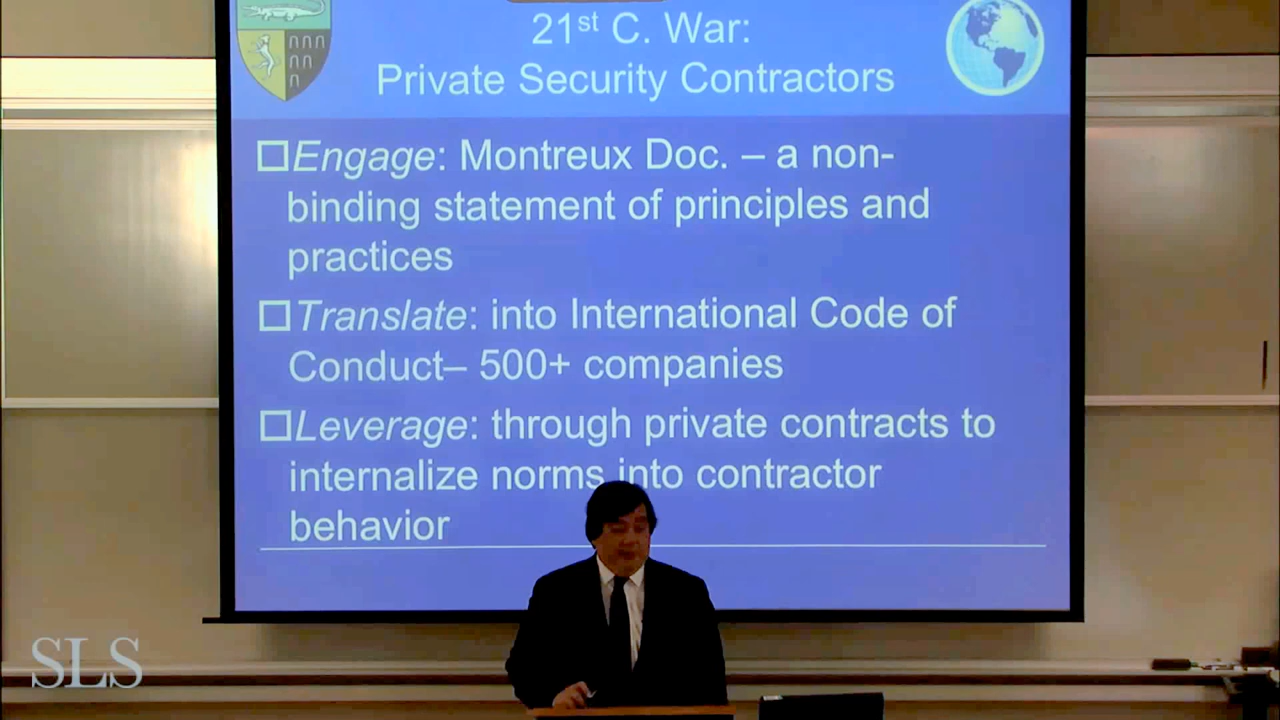 21st C. War:
Private Security Contractors
Engage: Montreux Doc. – a non-
binding statement of principles and
practices
Translate: into International Code of
Conduct– 500+ companies
Leverage: through private contracts to
internalize norms into contractor
behavior
SLS